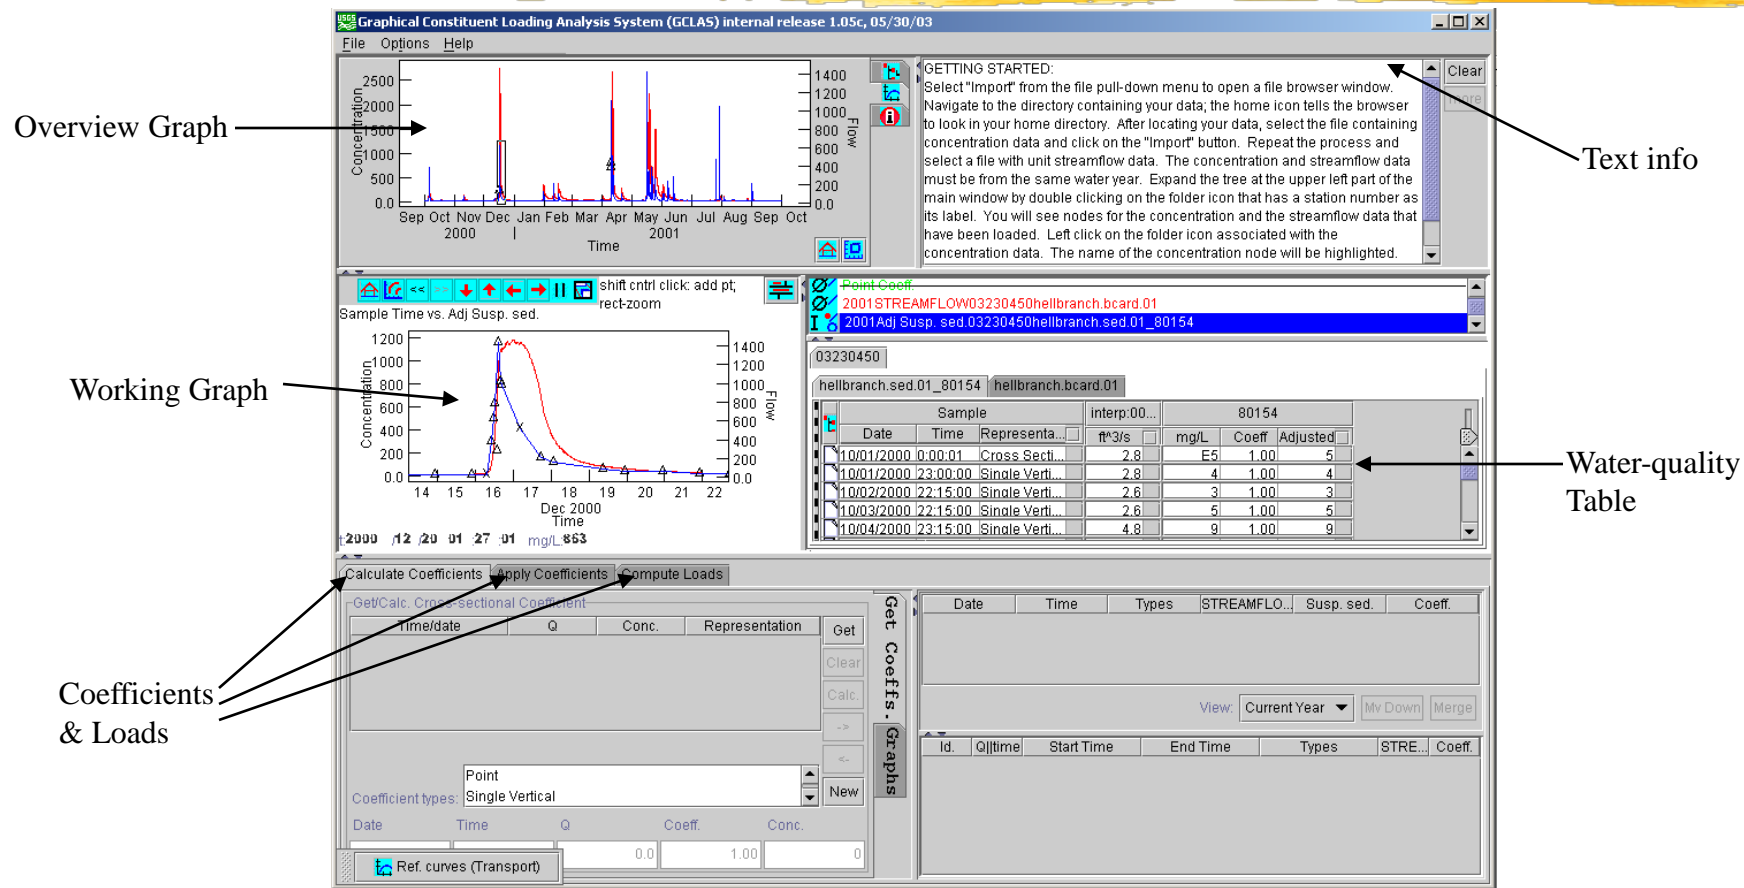 USGS Graphical Constituent Loading Analysis System (GCLAS) internal release 1.05c, 05/30/03
File Options Help
Overview Graph
Concentration
2500
2000
1500
1000
500
0.0
1400
1200
1000
800
600
400
200
0.0
Flow
Sep Oct Nov Dec Jan Feb Mar Apr May Jun Jul Aug Sep Oct
2000 2001
Time
GETTING STARTED:
Select "Import" from the file pull-down menu to open a file browser window.
Navigate to the directory containing your data; the home icon tells the browser
to look in your home directory. After locating your data, select the file containing
concentration data and click on the "Import" button. Repeat the process and
select a file with unit streamflow data. The concentration and streamflow data
must be from the same water year. Expand the tree at the upper left part of the
main window by double clicking on the folder icon that has a station number as
its label. You will see nodes for the concentration and the streamflow data that
have been loaded. Left click on the folder icon associated with the
concentration data. The name of the concentration node will be highlighted.
Clear
more
Text info
<< >> shift cntrl click: add pt;
rect-zoom
Sample Time vs. Adj Susp. sed.
Working Graph
Concentration
1200
1000
800
600
400
200
0.0
1400
1200
1000
800
600
400
200
0.0
Flow
14 15 16 17 18 19 20 21 22
Dec 2000
Time
t:2000 /12 /20 01 :27 :01 mg/L:863
Point Coeff.
2001STREAMFLOW03230450hellbranch.bcard.01
2001Adj Susp. sed.03230450hellbranch.sed.01_80154
03230450
hellbranch.sed.01_80154 hellbranch.bcard.01
Sample interp:00... 80154
Date Time Representa... ft^3/s mg/L Coeff Adjusted
10/01/2000 0:00:01 Cross Secti... 2.8 E5 1.00 5
10/01/2000 23:00:00 Single Verti... 2.8 4 1.00 4
10/02/2000 22:15:00 Single Verti... 2.6 3 1.00 3
10/03/2000 22:15:00 Single Verti... 2.6 5 1.00 5
10/04/2000 23:15:00 Single Verti... 4.8 9 1.00 9
Water-quality
Table
Calculate Coefficients Apply Coefficients Compute Loads
Get/Calc. Cross-sectional Coefficient
Time/date Q Conc. Representation
Get
Clear
Calc.
->
<-
New
Coefficients
& Loads
Point
Coefficient types: Single Vertical
Date Time Q Coeff. Conc.
0.0 1.00 0
Ref. curves (Transport)
Get Coeffs.
Graphs
Date Time Types STREAMFLO... Susp. sed. Coeff.
View: Current Year Mv Down Merge
Id. Q||time Start Time End Time Types STRE... Coeff.